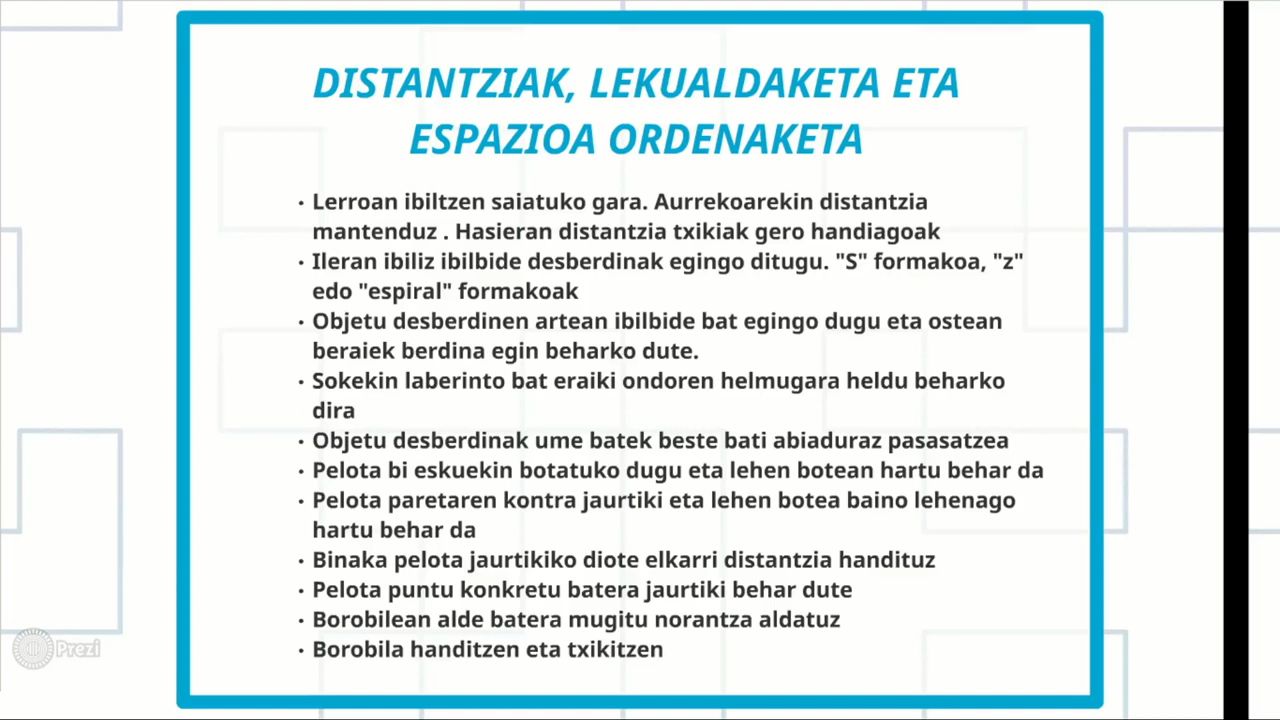 DISTANTZIAK, LEKUALDAKETA ETA
ESPAZIOA ORDENAKETA
• Lerroan ibiltzen saiatuko gara. Aurrekoarekin distantzia
mantenduz . Hasieran distantzia txikiak gero handiagoak
• Ileran ibiliz ibilbide desberdinak egingo ditugu. "S" formakoa, "z"
edo "espiral" formakoak
• Objetu desberdinen artean ibilbide bat egingo dugu eta ostean
beraiek berdina egin beharko dute.
• Sokekin laberinto bat eraiki ondoren helmugara heldu beharko
dira
• Objetu desberdinak ume batek beste bati abiaduraz pasasatzea
• Pelota bi eskuekin botatuko dugu eta lehen botean hartu behar da
• Pelota paretaren kontra jaurtiki eta lehen botea baino lehenago
hartu behar da
• Binaka pelota jaurtikiko diote elkarri distantzia handituz
• Pelota puntu konkretu batera jaurtiki behar dute
• Borobilean alde batera mugitu norantza aldatuz
• Borobila handitzen eta txikitzen
Prezi